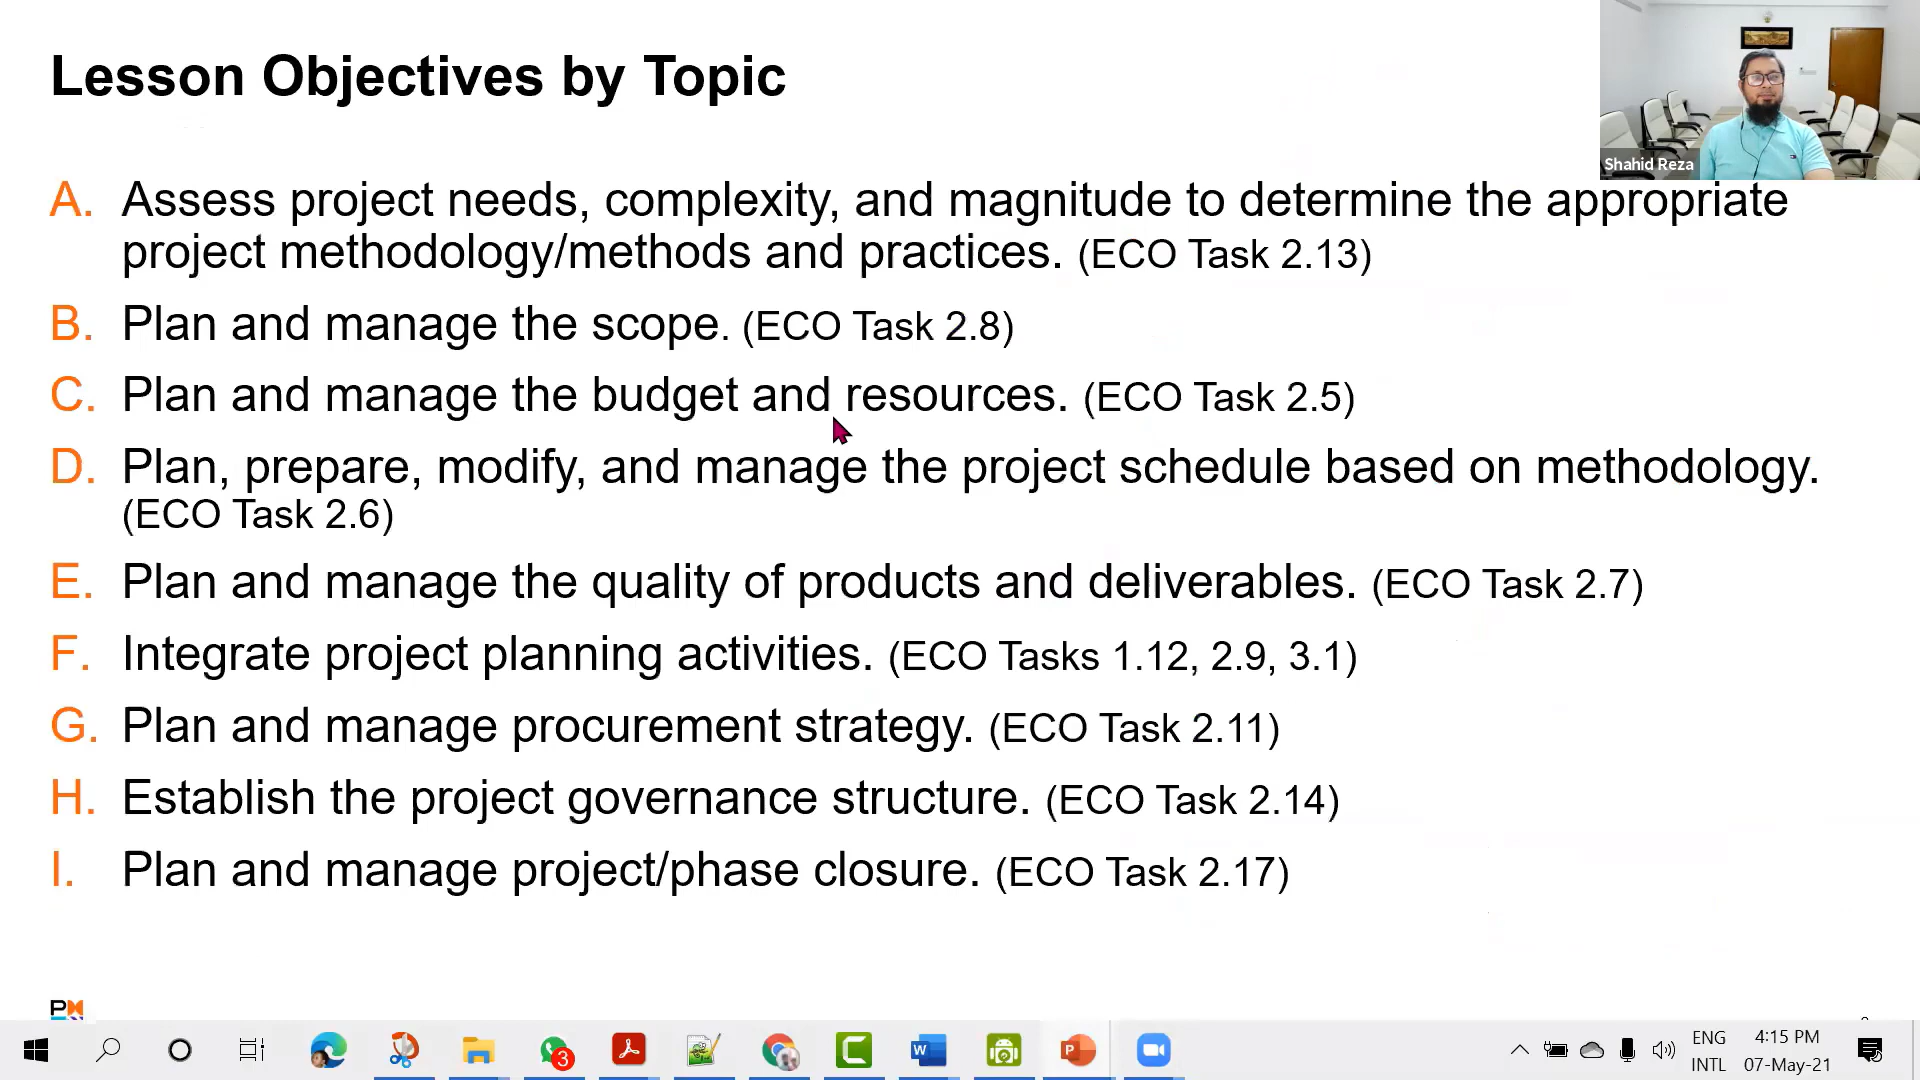 Lesson Objectives by Topic
Shahid Reza
A. Assess project needs, complexity, and magnitude to determine the appropriate
project methodology/methods and practices. (ECO Task 2.13)
B. Plan and manage the scope. (ECO Task 2.8)
C. Plan and manage the budget and resources. (ECO Task 2.5)
D. Plan, prepare, modify, and manage the project schedule based on methodology.
(ECO Task 2.6)
E. Plan and manage the quality of products and deliverables. (ECO Task 2.7)
F. Integrate project planning activities. (ECO Tasks 1.12, 2.9, 3.1)
G. Plan and manage procurement strategy. (ECO Task 2.11)
H. Establish the project governance structure. (ECO Task 2.14)
I. Plan and manage project/phase closure. (ECO Task 2.17)
3
W
P
ENG
INTL
4:15 PM
07-May-21